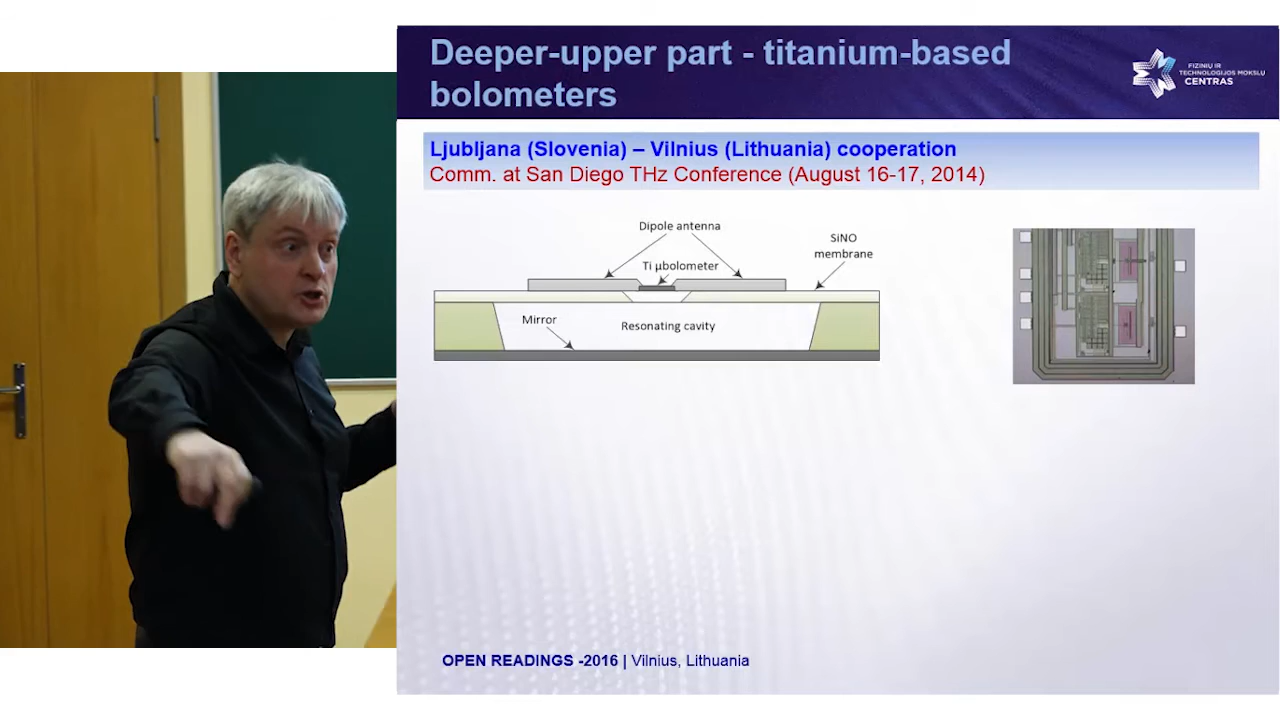 Deeper-upper part - titanium-based
bolometers
FIZINIŲ IR
TECHNOLOGIJOS MOKSLŲ
CENTRAS
Ljubljana (Slovenia) – Vilnius (Lithuania) cooperation
Comm. at San Diego THz Conference (August 16-17, 2014)
Dipole antenna
SiNO
membrane
Ti µbolometer
Mirror
Resonating cavity
OPEN READINGS -2016 | Vilnius, Lithuania